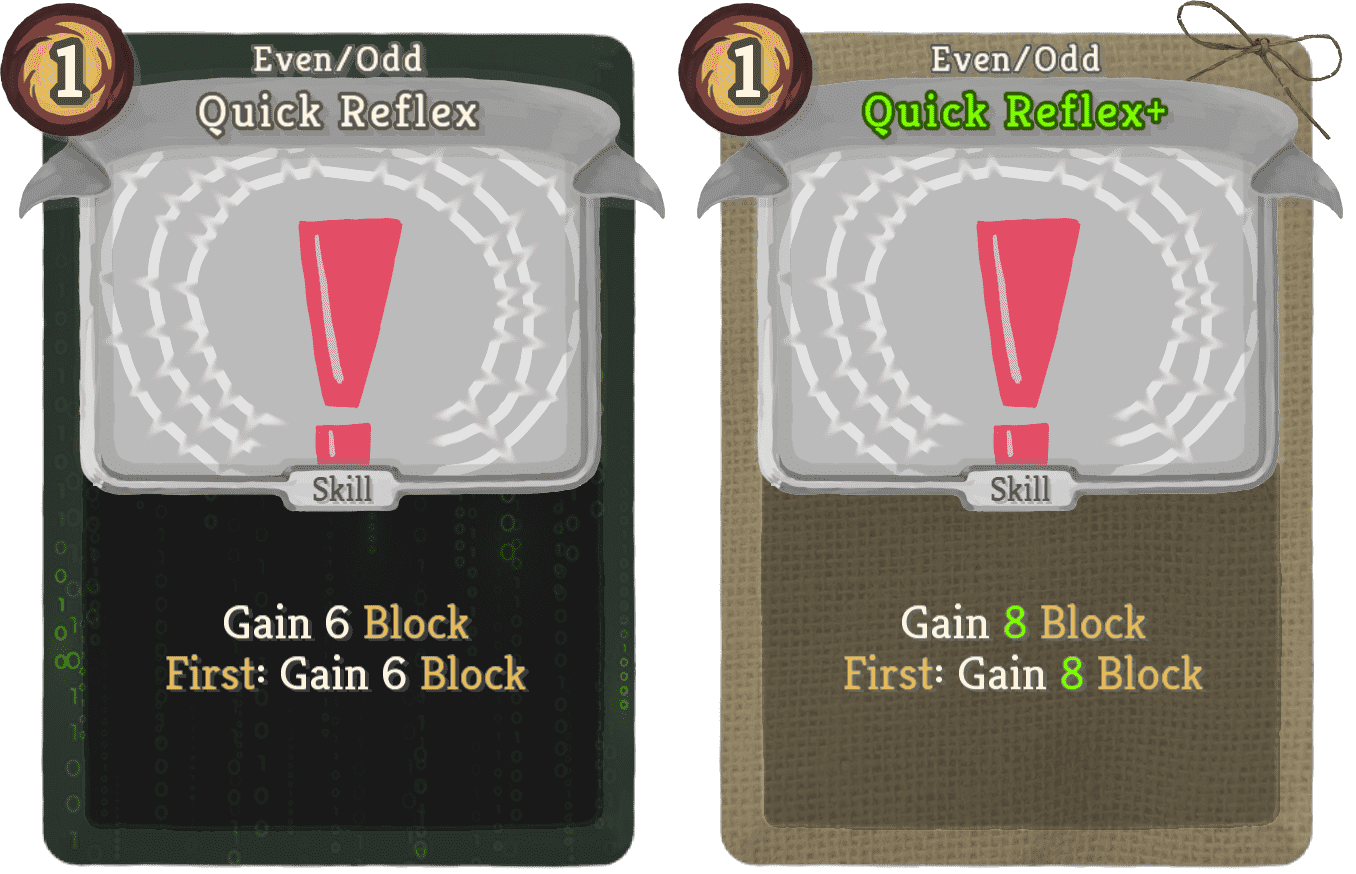 1
Even/Odd
Quick Reflex
Skill
Gain 6 Block
First: Gain 6 Block
1
Even/Odd
Quick Reflex+
Skill
Gain 8 Block
First: Gain 8 Block